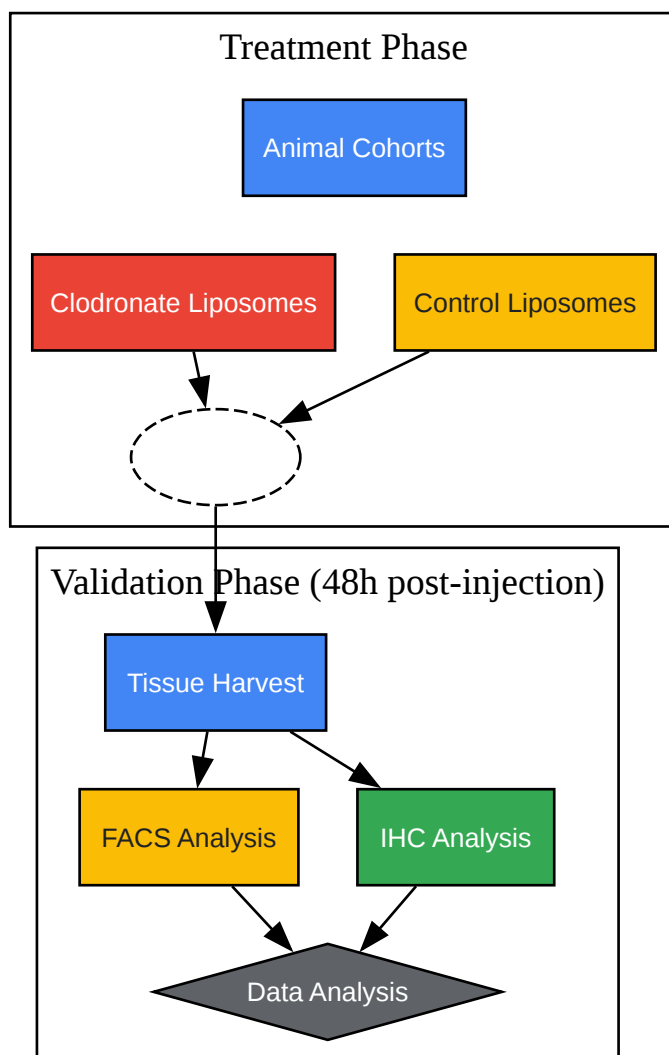 Treatment Phase
Animal Cohorts
Clodronate Liposomes
Control Liposomes
Validation Phase (48h post-injection)
Tissue Harvest
FACS Analysis
IHC Analysis
Data Analysis